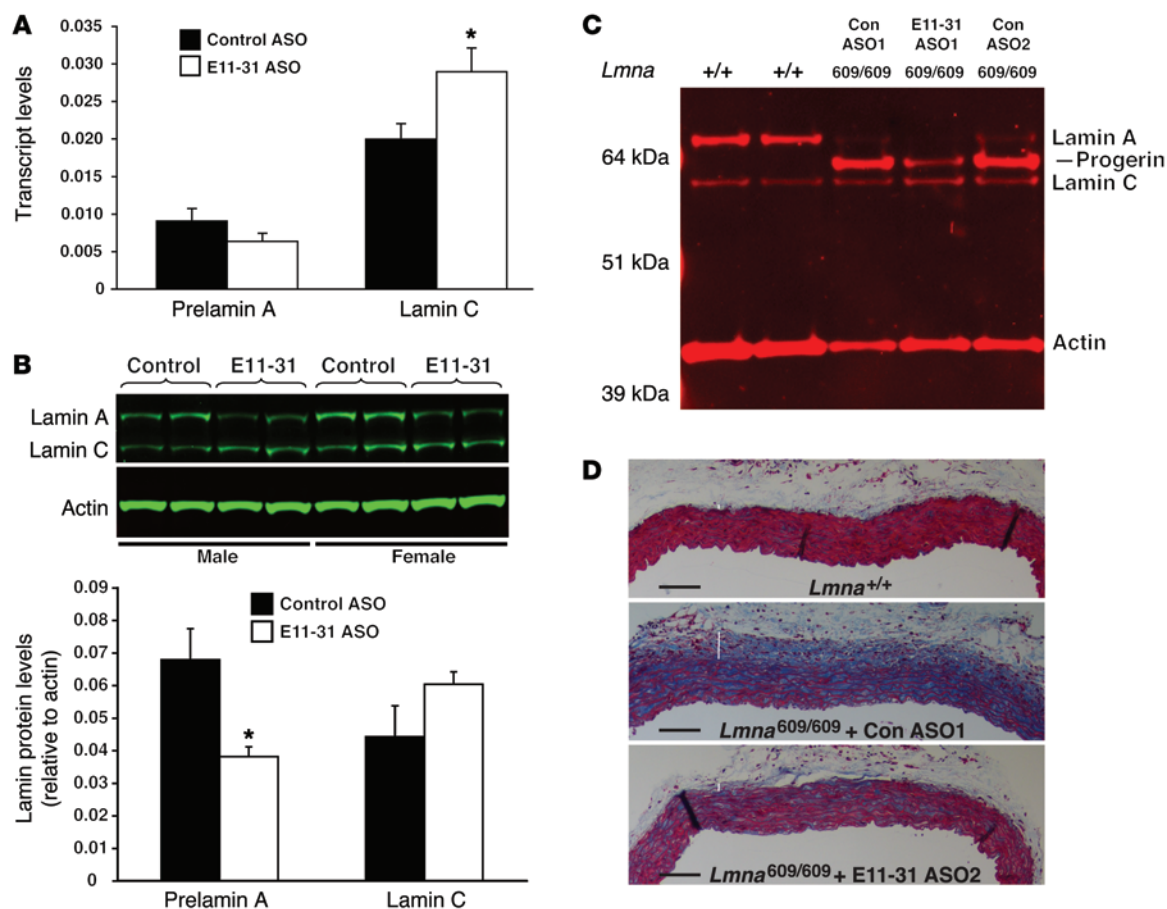 A
0.035
0.030
0.025
0.020
0.015
0.010
0.005
0
Transcript levels
Control ASO
E11-31 ASO
*
Prelamin A
Lamin C
B
Control
E11-31
Control
E11-31
Lamin A
Lamin C
Actin
Male
Female
0.09
0.08
0.07
0.06
0.05
0.04
0.03
0.02
0.01
0
Lamin protein levels
(relative to actin)
Control ASO
E11-31 ASO
*
Prelamin A
Lamin C
C
Con ASO1
E11-31 ASO1
Con ASO2
Lmna +/+ +/+ 609/609 609/609 609/609
64 kDa
51 kDa
39 kDa
Lamin A
–Progerin
Lamin C
Actin
D
Lmna+/+
Lmna609/609 + Con ASO1
Lmna609/609 + E11-31 ASO2